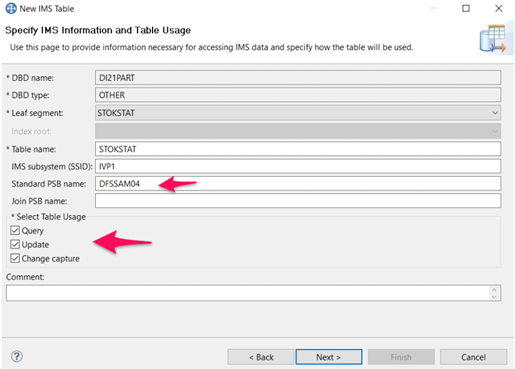 New IMS Table
Specify IMS Information and Table Usage
Use this page to provide information necessary for accessing IMS data and specify how the table will be used.
* DBD name: DI21PART
* DBD type: OTHER
* Leaf segment: STOKSTAT
Index root:
* Table name: STOKSTAT
IMS subsystem (SSID): IVP1
Standard PSB name: DFSSAM04
Join PSB name:
* Select Table Usage
Query
Update
Change capture
Comment:
? < Back Next > Finish Cancel